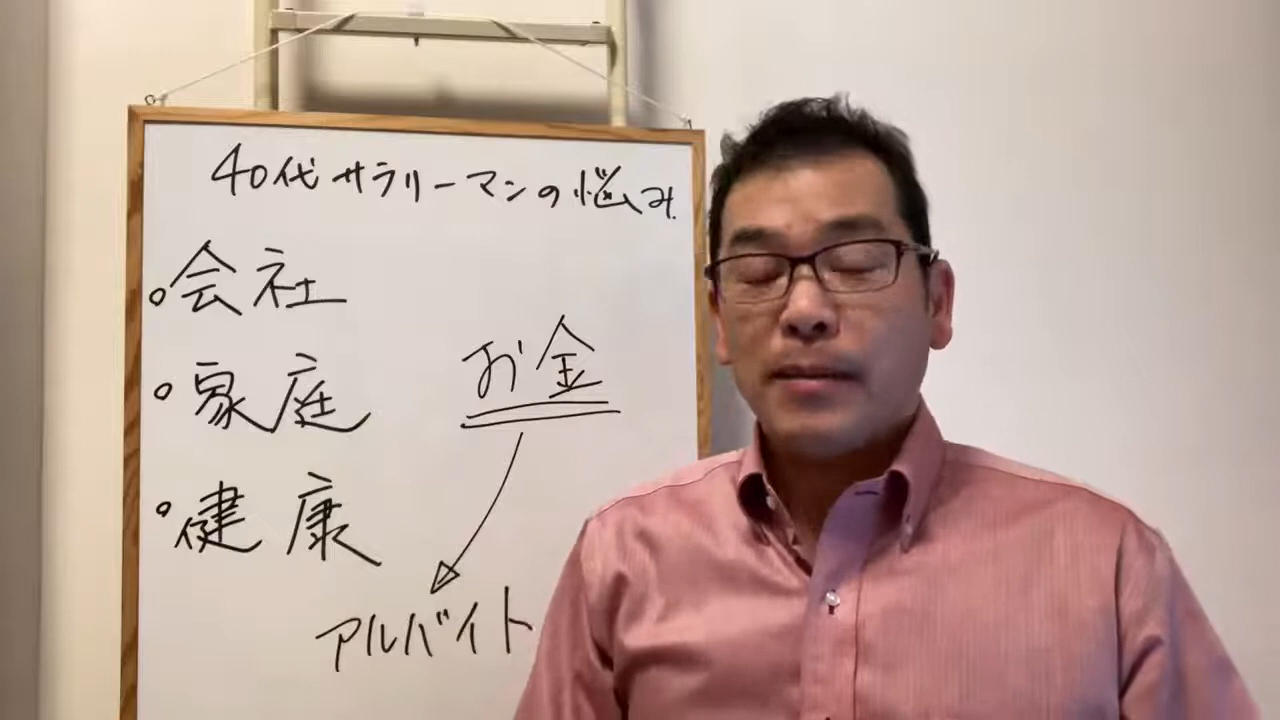 40代サラリーマンの悩み
会社
家庭
お金
健康
アルバイト